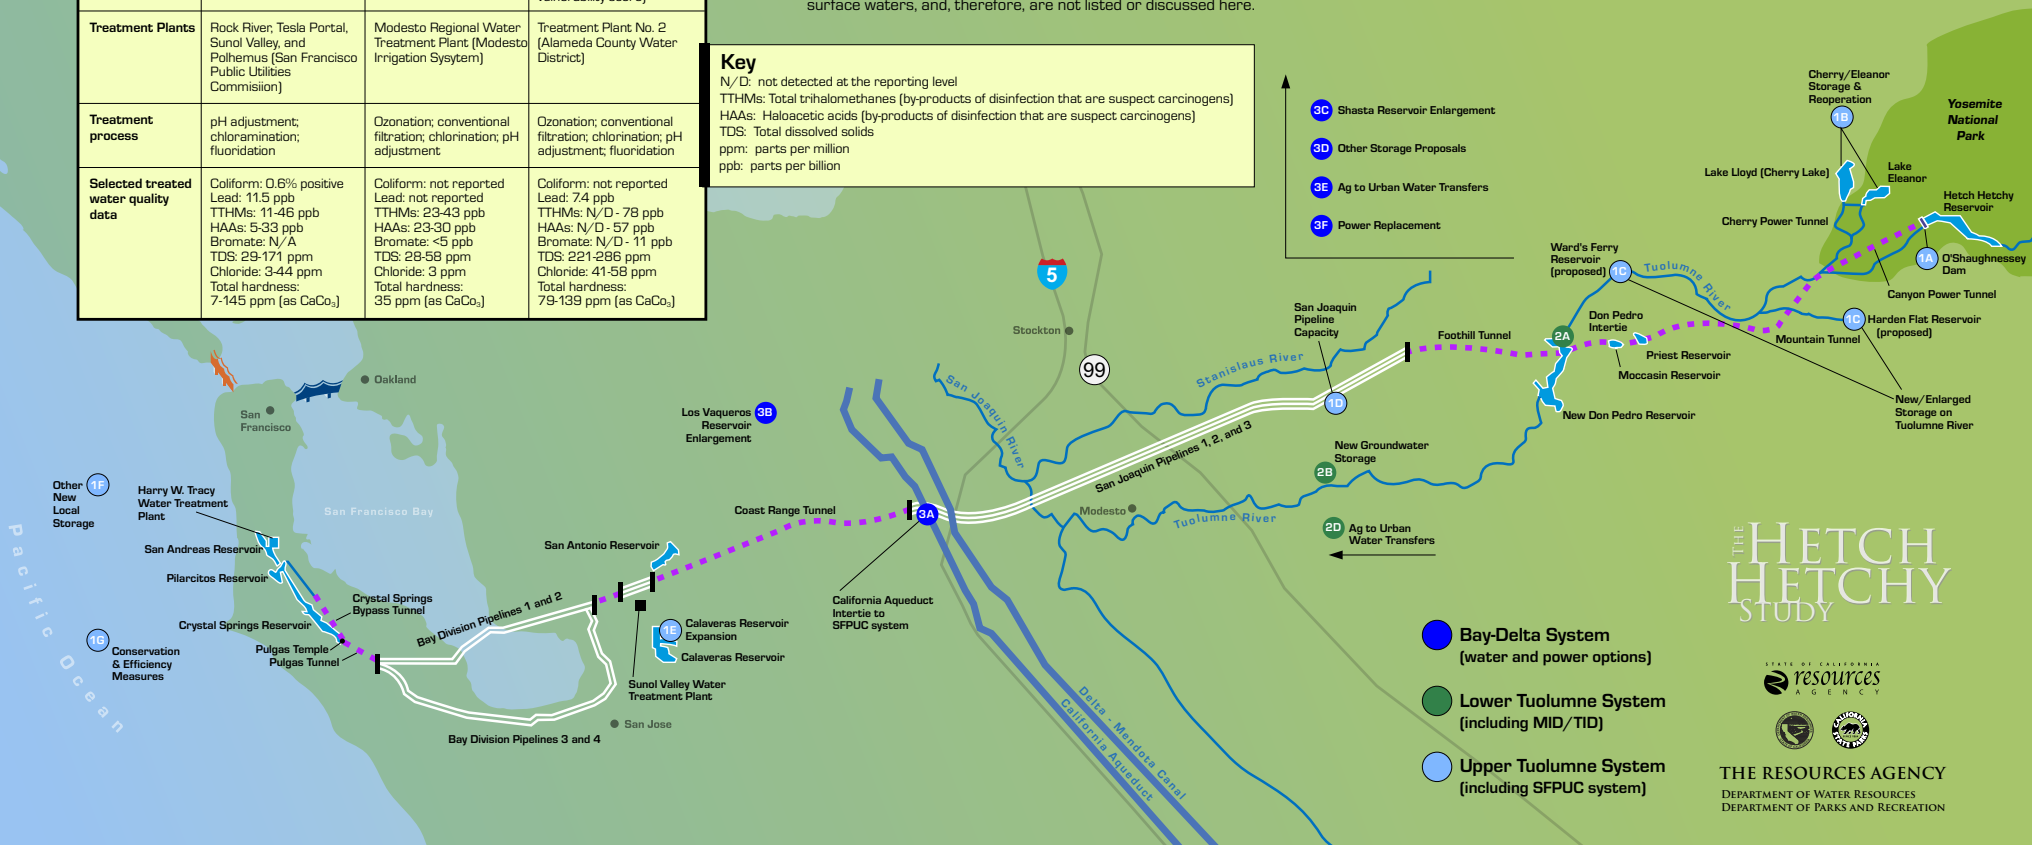 surface waters, and, therefore, are not listed or discussed here.
Treatment Plants
Rock River, Tesla Portal,
Sunol Valley, and
Polhemus (San Francisco
Public Utilities
Commisiion)
Modesto Regional Water
Treatment Plant (Modesto
Irrigation Sysytem)
Treatment Plant No. 2
(Alameda County Water
District)
Treatment
process
pH adjustment;
chloramination;
fluoridation
Ozonation; conventional
filtration; chlorination; pH
adjustment
Ozonation; conventional
filtration; chlorination; pH
adjustment; fluoridation
Selected treated
water quality
data
Coliform: 0.6% positive
Lead: 11.5 ppb
TTHMs: 11-46 ppb
HAAs: 5-33 ppb
Bromate: N/A
TDS: 29-171 ppm
Chloride: 3-44 ppm
Total hardness:
7-145 ppm (as CaCo₃)
Coliform: not reported
Lead: not reported
TTHMs: 23-43 ppb
HAAs: 23-30 ppb
Bromate: <5 ppb
TDS: 28-58 ppm
Chloride: 3 ppm
Total hardness:
35 ppm (as CaCo₃)
Coliform: not reported
Lead: 7.4 ppb
TTHMs: N/D - 78 ppb
HAAs: N/D - 57 ppb
Bromate: N/D - 11 ppb
TDS: 221-286 ppm
Chloride: 41-58 ppm
Total hardness:
79-139 ppm (as CaCo₃)
Key
N/D: not detected at the reporting level
TTHMs: Total trihalomethanes (by-products of disinfection that are suspect carcinogens)
HAAs: Haloacetic acids (by-products of disinfection that are suspect carcinogens)
TDS: Total dissolved solids
ppm: parts per million
ppb: parts per billion
3C Shasta Reservoir Enlargement
3D Other Storage Proposals
3E Ag to Urban Water Transfers
3F Power Replacement
Cherry/Eleanor
Storage &
Reoperation
1B
Yosemite
National
Park
Lake Lloyd (Cherry Lake)
Lake
Eleanor
Hetch Hetchy
Reservoir
Cherry Power Tunnel
1A O'Shaughnessey
Dam
Canyon Power Tunnel
Ward's Ferry
Reservoir
(proposed)
1C
Tuolumne River
1C Harden Flat Reservoir
(proposed)
Mountain Tunnel
Don Pedro
Intertie
2A
Priest Reservoir
Moccasin Reservoir
New Don Pedro Reservoir
New/Enlarged
Storage on
Tuolumne River
5
Stockton
99
San Joaquin
Pipeline
Capacity
1D
Foothill Tunnel
Stanislaus River
San Joaquin River
San Joaquin Pipelines 1, 2, and 3
New Groundwater
Storage
2B
Modesto
Tuolumne River
2D Ag to Urban
Water Transfers
Oakland
San
Francisco
Los Vaqueros
Reservoir
Enlargement
3B
Other
New
Local
Storage
1F
Harry W. Tracy
Water Treatment
Plant
San Francisco Bay
Pacific Ocean
San Andreas Reservoir
Pilarcitos Reservoir
Crystal Springs
Bypass Tunnel
Crystal Springs Reservoir
Pulgas Temple
Pulgas Tunnel
1G
Conservation
& Efficiency
Measures
Coast Range Tunnel
3A
San Antonio Reservoir
California Aqueduct
Intertie to
SFPUC system
Bay Division Pipelines 1 and 2
1E Calaveras Reservoir
Expansion
Calaveras Reservoir
Sunol Valley Water
Treatment Plant
San Jose
Bay Division Pipelines 3 and 4
Delta - Mendota Canal
California Aqueduct
THE
HETCH
HETCHY
STUDY
Bay-Delta System
(water and power options)
Lower Tuolumne System
(including MID/TID)
Upper Tuolumne System
(including SFPUC system)
STATE OF CALIFORNIA
resources
AGENCY
CALIFORNIA
STATE PARKS
THE RESOURCES AGENCY
DEPARTMENT OF WATER RESOURCES
DEPARTMENT OF PARKS AND RECREATION